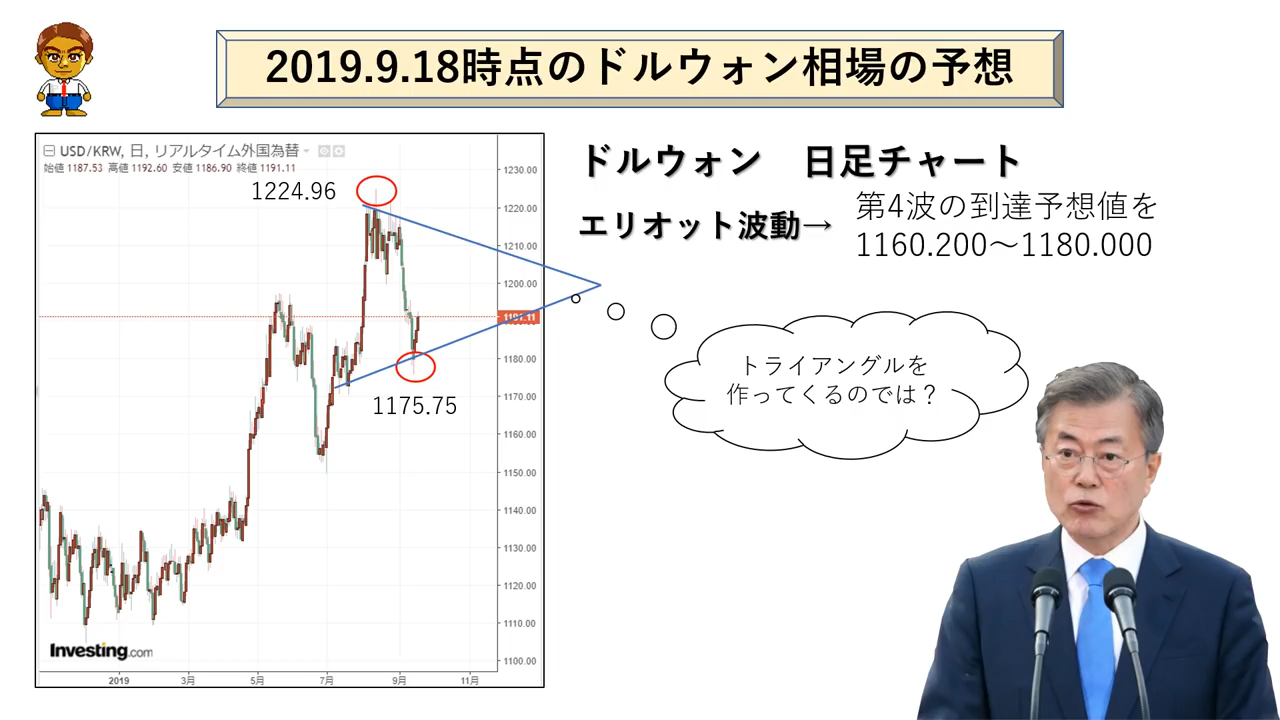 2019.9.18時点のドルウォン相場の予想
USD/KRW, 日, リアルタイム外国為替
始値 1187.53 高値 1192.60 安値 1186.90 終値 1191.11
1224.96
1175.75
1230.00
1220.00
1210.00
1200.00
1191.11
1180.00
1170.00
1160.00
1150.00
1140.00
1130.00
1120.00
1110.00
1100.00
Investing.com
2019 3月 5月 7月 9月 11月
ドルウォン 日足チャート
エリオット波動→
第4波の到達予想値を
1160.200～1180.000
トライアングルを
作ってくるのでは？